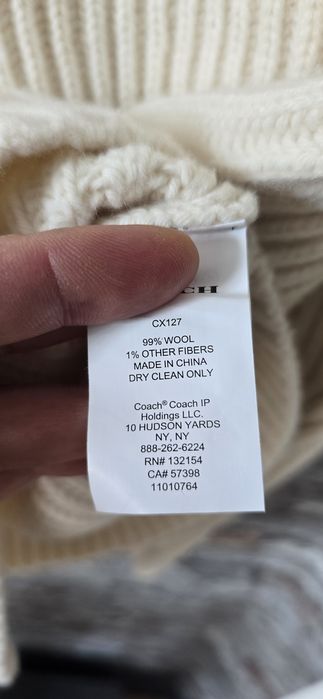 CH
CX127
99% WOOL
1% OTHER FIBERS
MADE IN CHINA
DRY CLEAN ONLY
Coach® Coach IP
Holdings LLC.
10 HUDSON YARDS
NY, NY
888-262-6224
RN# 132154
CA# 57398
11010764